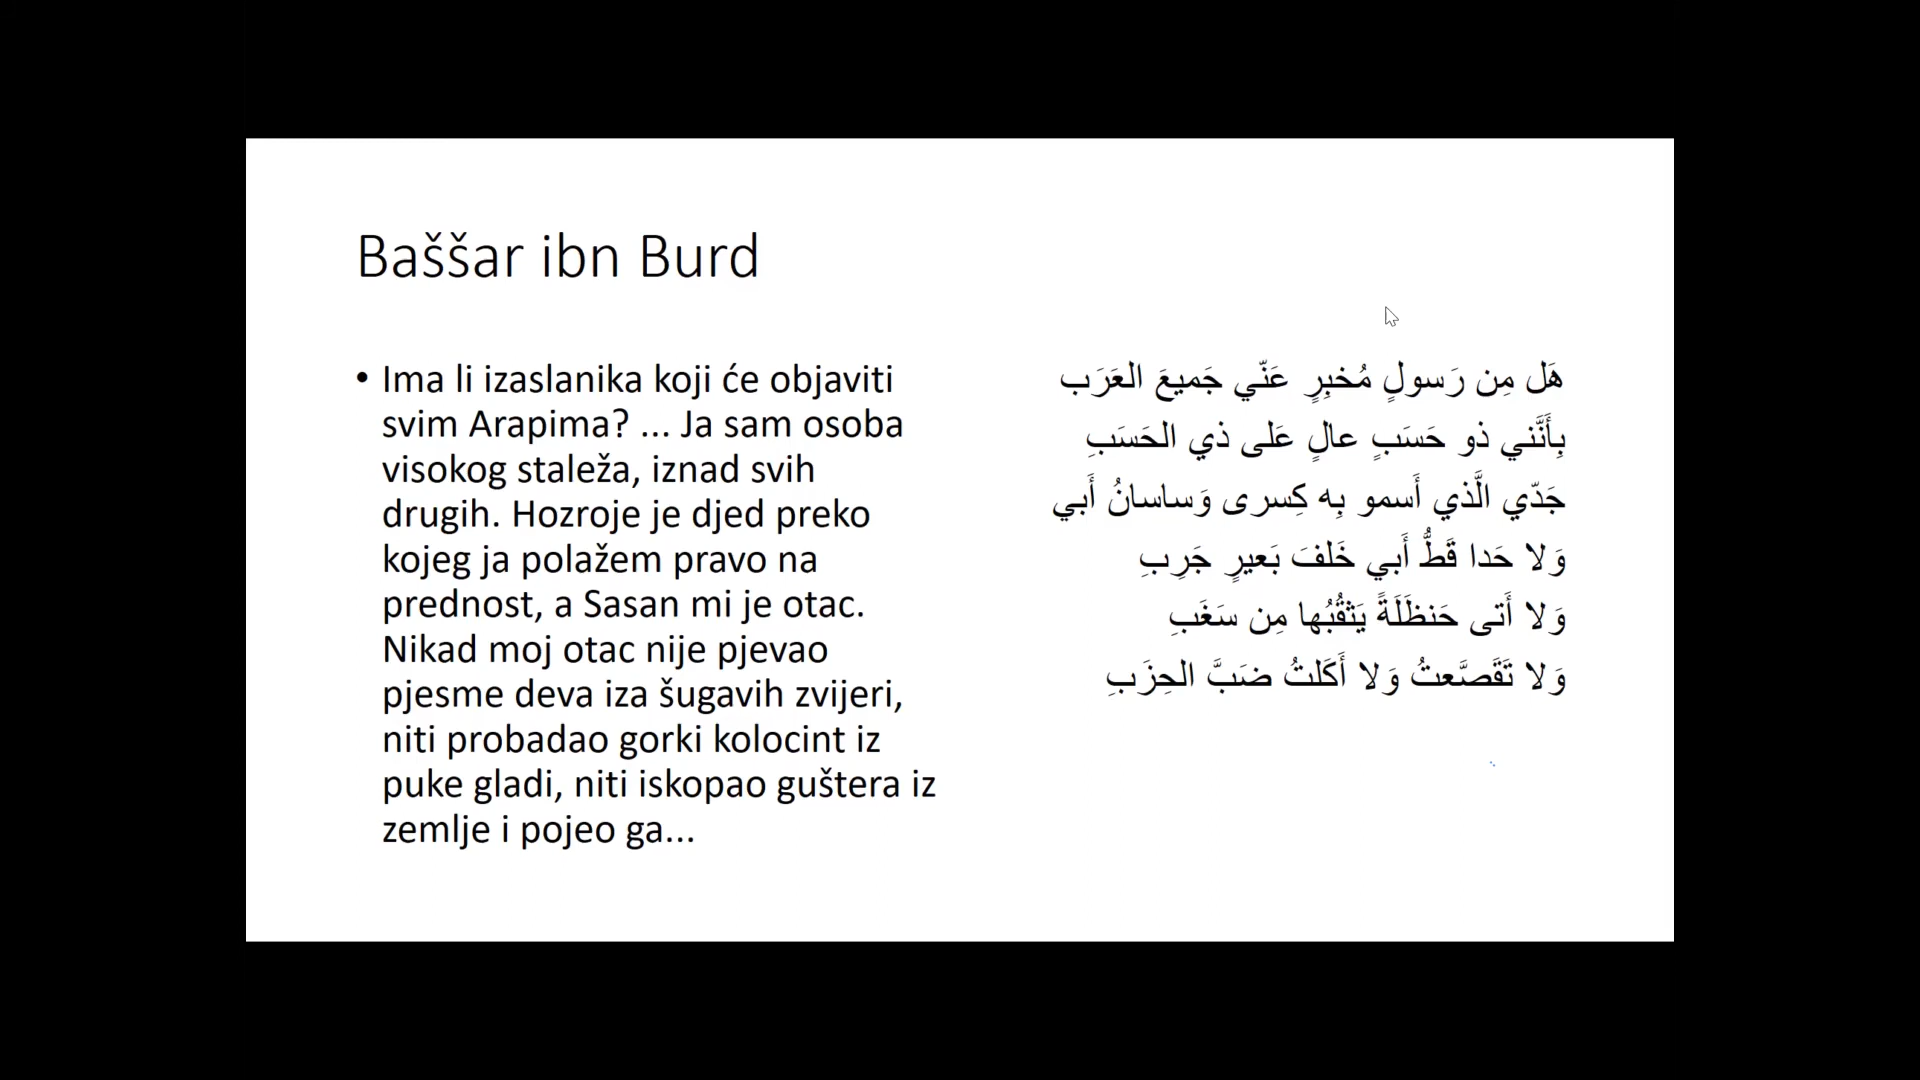 Baššar ibn Burd
• Ima li izaslanika koji će objaviti
svim Arapima? ... Ja sam osoba
visokog staleža, iznad svih
drugih. Hozroje je djed preko
kojeg ja polažem pravo na
prednost, a Sasan mi je otac.
Nikad moj otac nije pjevao
pjesme deva iza šugavih zvijeri,
niti probadao gorki kolocint iz
puke gladi, niti iskopao guštera iz
zemlje i pojeo ga...
هَل مِن رَسولٍ مُخبِرٍ عَنّي جَميعَ العَرَب
بِأَنَّني ذو حَسَبٍ عالٍ عَلى ذي الحَسَبِ
جَدّي الَّذي أَسمو بِه كِسرى وَساسانُ أَبي
وَلا حَدا قَطُّ أَبي خَلفَ بَعيرٍ جَرِبِ
وَلا أَتى حَنظَلَةً يَثقُبُها مِن سَغَبِ
وَلا تَقَصَّعتُ وَلا أَكَلتُ ضَبَّ الحِزَبِ